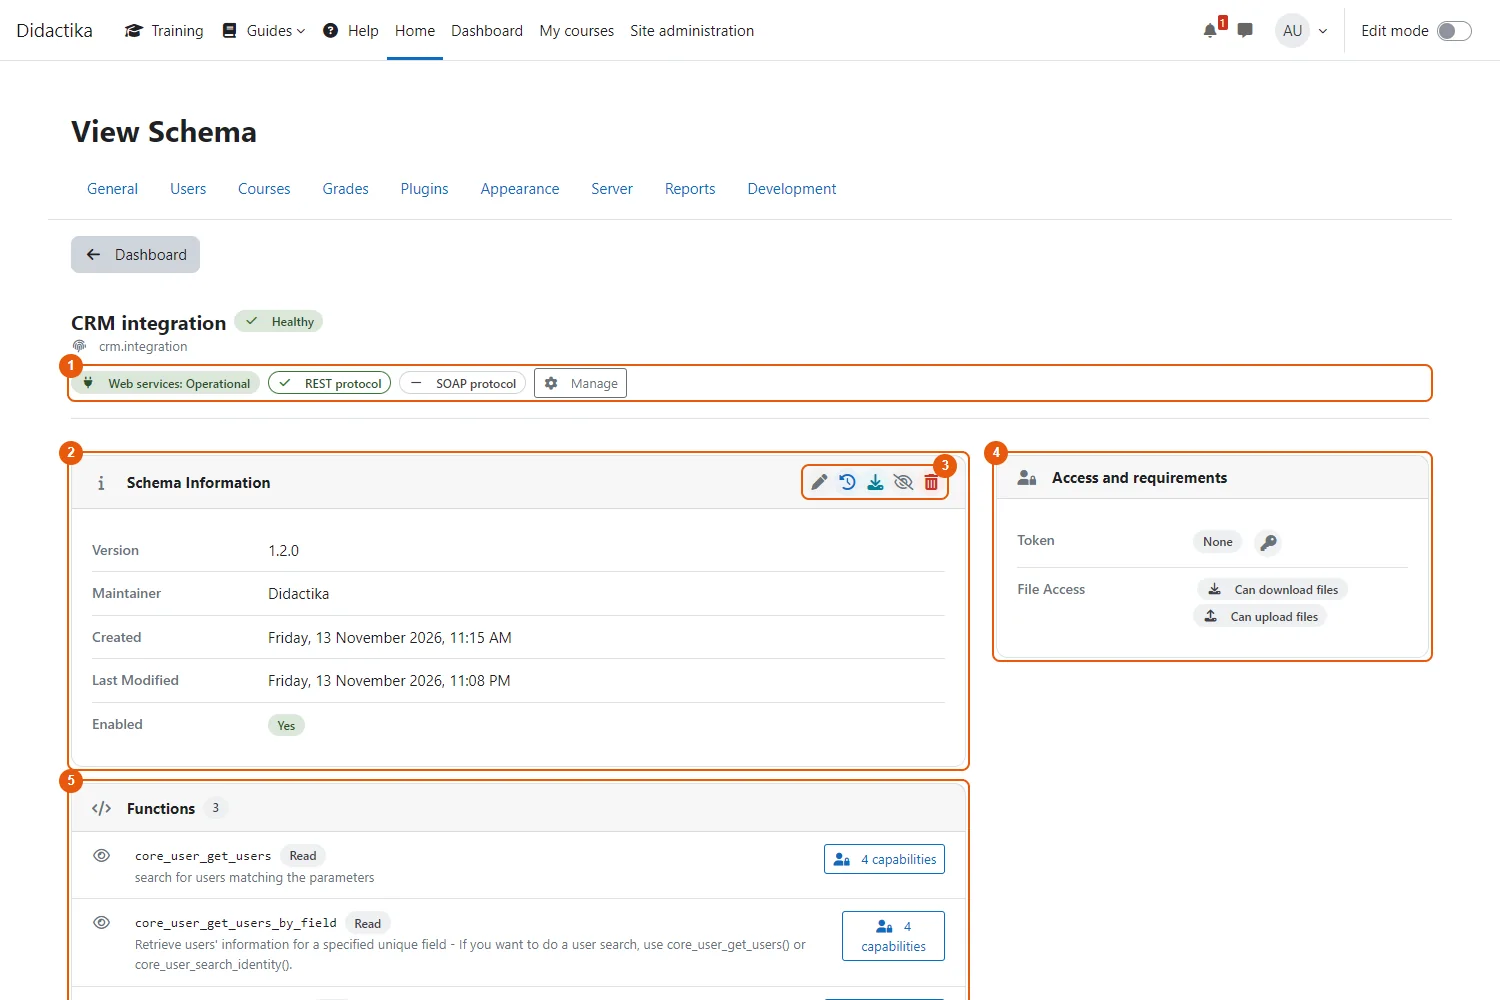 Didactika Training Guides Help Home Dashboard My courses Site administration 1 AU Edit mode
View Schema
General Users Courses Grades Plugins Appearance Server Reports Development
Dashboard
CRM integration Healthy
crm.integration
1
Web services: Operational REST protocol SOAP protocol Manage
2
Schema Information
3
Version 1.2.0
Maintainer Didactika
Created Friday, 13 November 2026, 11:15 AM
Last Modified Friday, 13 November 2026, 11:08 PM
Enabled Yes
4
Access and requirements
Token None
File Access Can download files
Can upload files
5
Functions 3
core_user_get_users Read
search for users matching the parameters
4 capabilities
core_user_get_users_by_field Read
Retrieve users' information for a specified unique field - If you want to do a user search, use core_user_get_users() or
core_user_search_identity().
4
capabilities